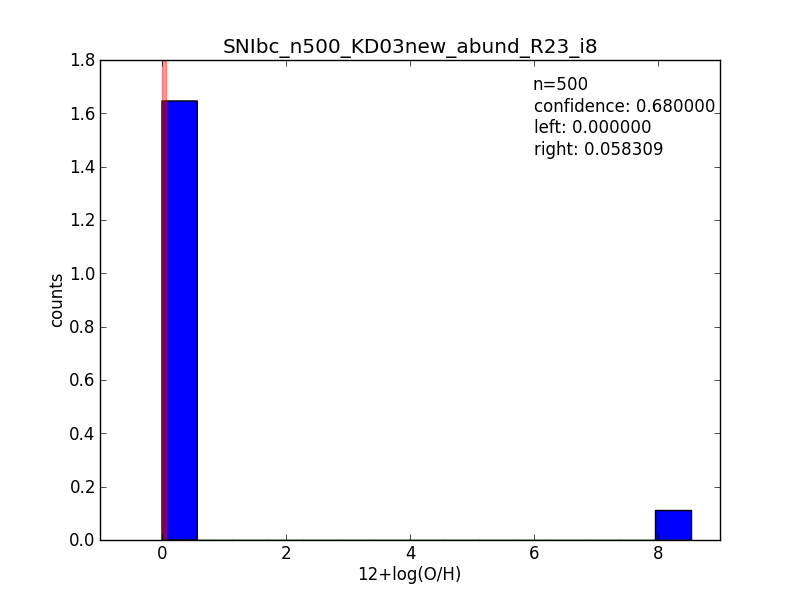 SNIbc_n500_KD03new_abund_R23_i8
n=500
confidence: 0.680000
left: 0.000000
right: 0.058309
counts
1.8
1.6
1.4
1.2
1.0
0.8
0.6
0.4
0.2
0.0
0 2 4 6 8
12+log(O/H)